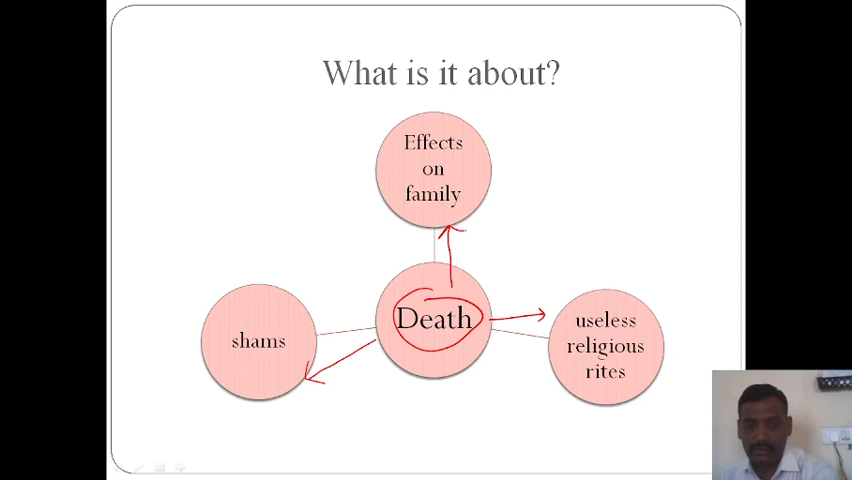 What is it about?
Effects
on
family
Death
shams
useless
religious
rites